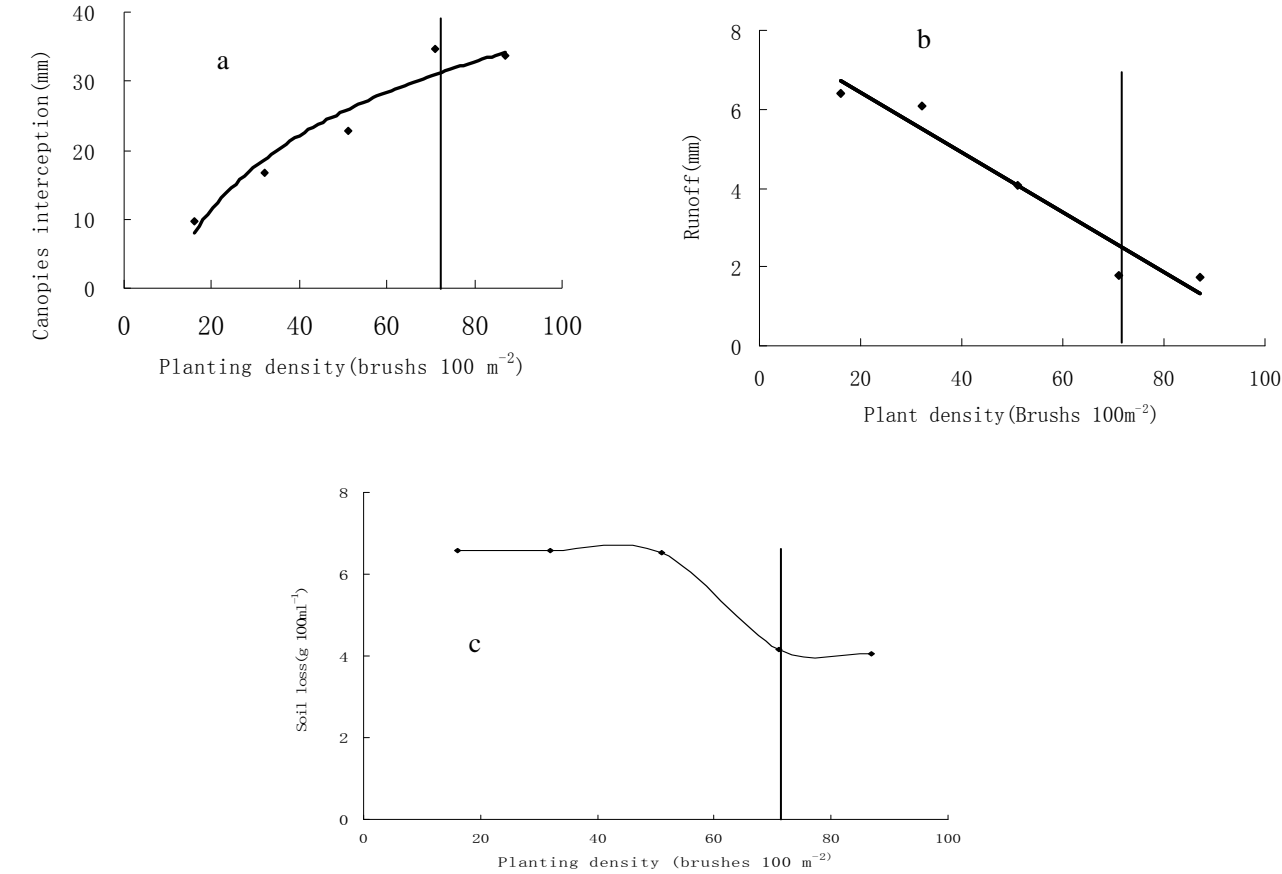 40
30
20
10
0
Canopies interception(mm)
a
0 20 40 60 80 100
Planting density(brushs 100 m⁻²)
8
6
4
2
0
Runoff(mm)
b
0 20 40 60 80 100
Plant density(Brushs 100m⁻²)
8
6
4
2
0
Soil loss(g 100ml⁻¹)
c
0 20 40 60 80 100
Planting density (brushes 100 m⁻²)